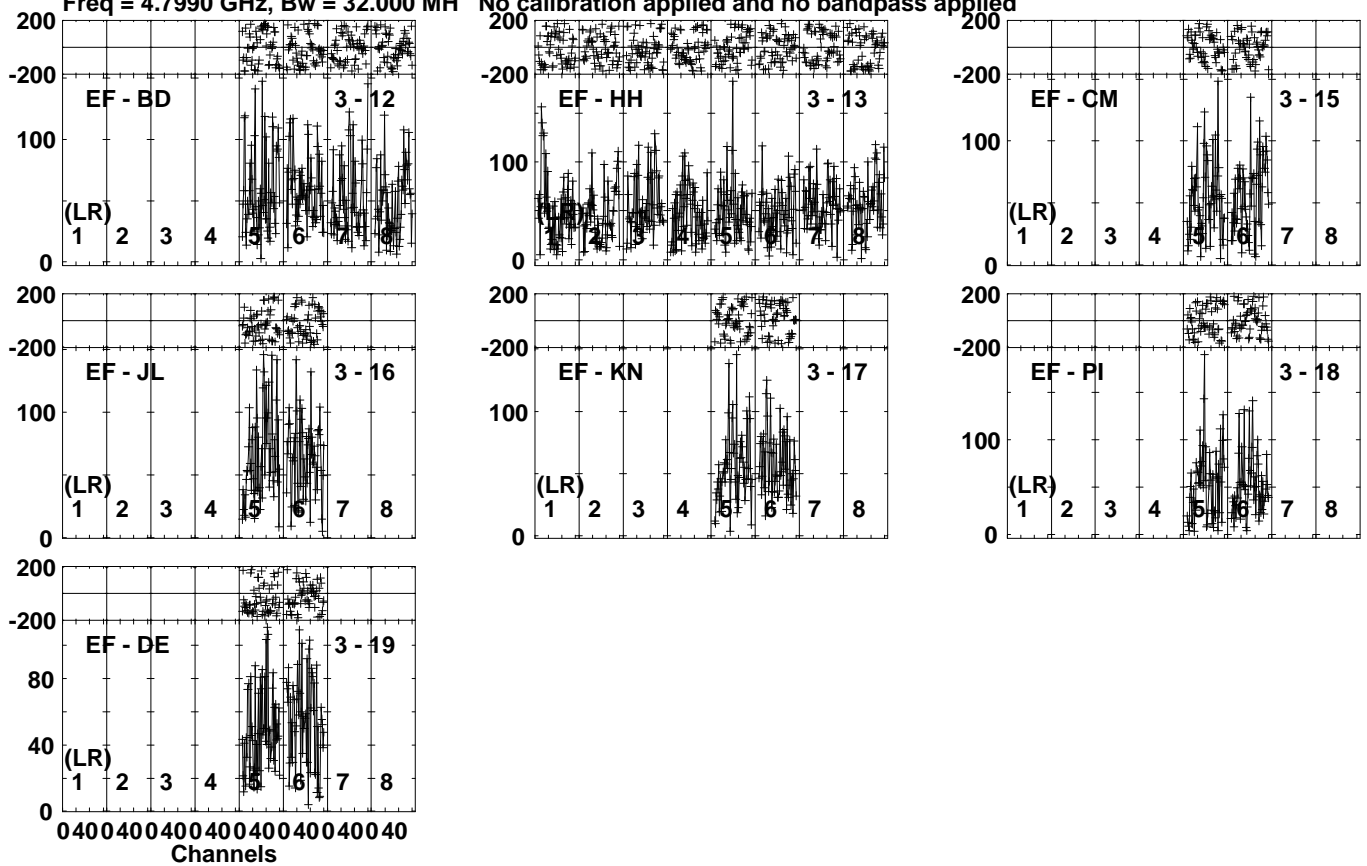 Freq = 4.7990 GHz, Bw = 32.000 MH No calibration applied and no bandpass applied
200
-200
EF - BD 3 - 12
100
(LR)
1 2 3 4 5 6 7 8
0
200
-200
EF - HH 3 - 13
100
(LR)
1 2 3 4 5 6 7 8
0
200
-200
EF - CM 3 - 15
100
(LR)
1 2 3 4 5 6 7 8
0
200
-200
EF - JL 3 - 16
100
(LR)
1 2 3 4 5 6 7 8
0
200
-200
EF - KN 3 - 17
100
(LR)
1 2 3 4 5 6 7 8
0
200
-200
EF - PI 3 - 18
100
(LR)
1 2 3 4 5 6 7 8
0
200
-200
EF - DE 3 - 19
80
40
(LR)
1 2 3 4 5 6 7 8
0
0 40 0 40 0 40 0 40 0 40 0 40 0 40 0 40
Channels